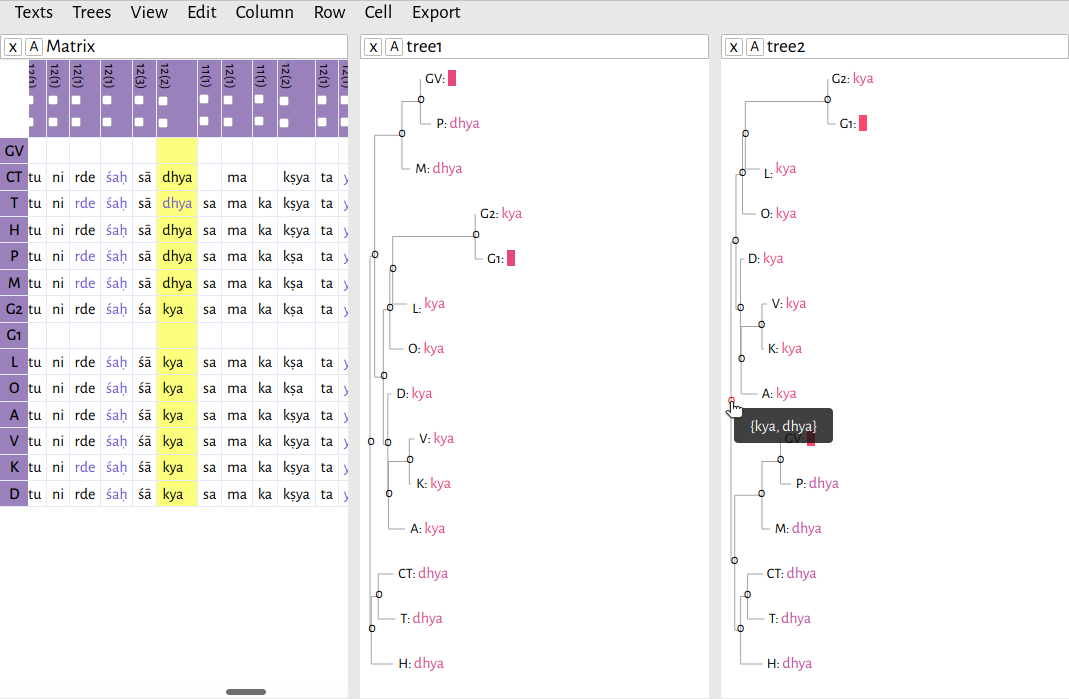 Texts Trees View Edit Column Row Cell Export
x A Matrix
12(1) 12(1) 12(1) 12(1) 12(3) 12(2) 11(1) 12(1) 11(1) 12(2) 12(1)
GV
CT tu ni rde śaḥ sā dhya ma kṣya ta y
T tu ni rde śaḥ sā dhya sa ma ka kṣya ta y
H tu ni rde śaḥ sā dhya sa ma ka kṣya ta y
P tu ni rde śaḥ sā dhya sa ma ka kṣa ta y
M tu ni rde śaḥ sā dhya sa ma ka kṣa ta y
G2 tu ni rde śaḥ śa kya sa ma ka kṣa ta y
G1
L tu ni rde śaḥ śā kya sa ma ka kṣa ta y
O tu ni rde śaḥ śā kya sa ma ka kṣa ta y
A tu ni rde śaḥ śā kya sa ma ka kṣya ta y
V tu ni rde śaḥ śā kya sa ma ka kṣya ta y
K tu ni rde śaḥ śā kya sa ma ka kṣya ta y
D tu ni rde śaḥ śā kya sa ma ka kṣya ta y
x A tree1
GV:
P: dhya
M: dhya
G2: kya
G1:
L: kya
O: kya
D: kya
V: kya
K: kya
A: kya
CT: dhya
T: dhya
H: dhya
x A tree2
G2: kya
G1:
L: kya
O: kya
D: kya
V: kya
K: kya
A: kya
{kya, dhya}
GV:
P: dhya
M: dhya
CT: dhya
T: dhya
H: dhya